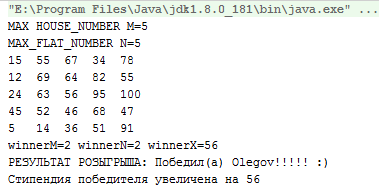 "E:\Program Files\Java\jdk1.8.0_181\bin\java.exe" ...
MAX HOUSE_NUMBER M=5
MAX_FLAT_NUMBER N=5
15 55 67 34 78
12 69 64 82 55
24 63 56 95 100
45 52 46 68 47
5 14 36 51 91
winnerM=2 winnerN=2 winnerX=56
РЕЗУЛЬТАТ РОЗЫГРЫША: Победил(а) Olegov!!!!! :)
Стипендия победителя увеличена на 56